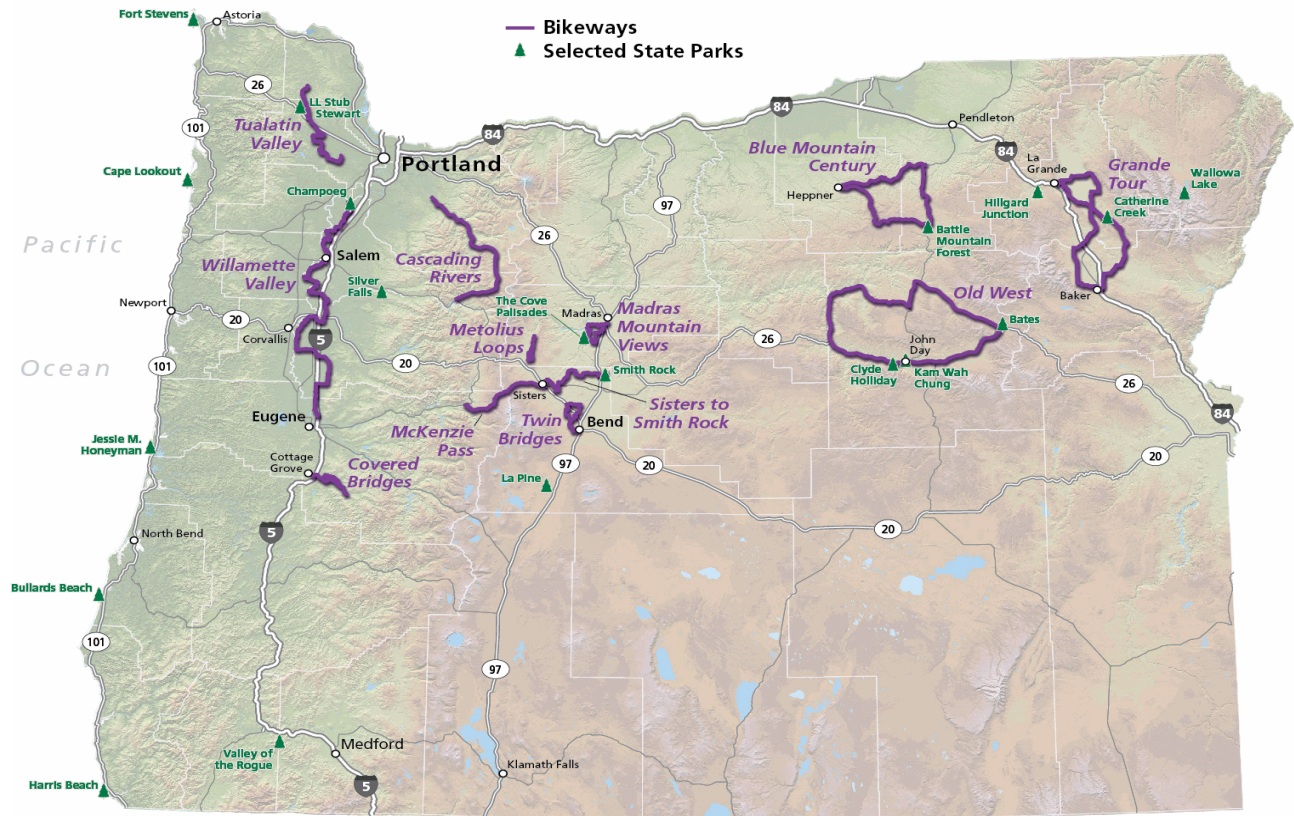 Fort Stevens
Astoria
Bikeways
Selected State Parks
26
LL Stub
Stewart
Tualatin
Valley
101
84
84
Portland
Pendleton
Blue Mountain
Century
84
La
Grande
Grande
Tour
Wallowa
Lake
Cape Lookout
Champoeg
Heppner
Hilgard
Junction
Catherine
Creek
97
26
Battle
Mountain
Forest
Pacific
Salem
Willamette
Valley
Silver
Falls
Cascading
Rivers
Baker
Old West
Newport
20
Corvallis
5
The Cove
Palisades
Madras
Madras
Mountain
Views
Metolius
Loops
Bates
26
John
Day
Clyde
Holliday
Kam Wah
Chung
Ocean
101
20
Smith Rock
Sisters
26
84
Eugene
McKenzie
Pass
Twin
Bridges
Bend
Sisters to
Smith Rock
Jessie M.
Honeyman
Cottage
Grove
Covered
Bridges
97
20
20
La Pine
North Bend
5
20
Bullards Beach
101
97
Valley of
the Rogue
Medford
Klamath Falls
Harris Beach
5